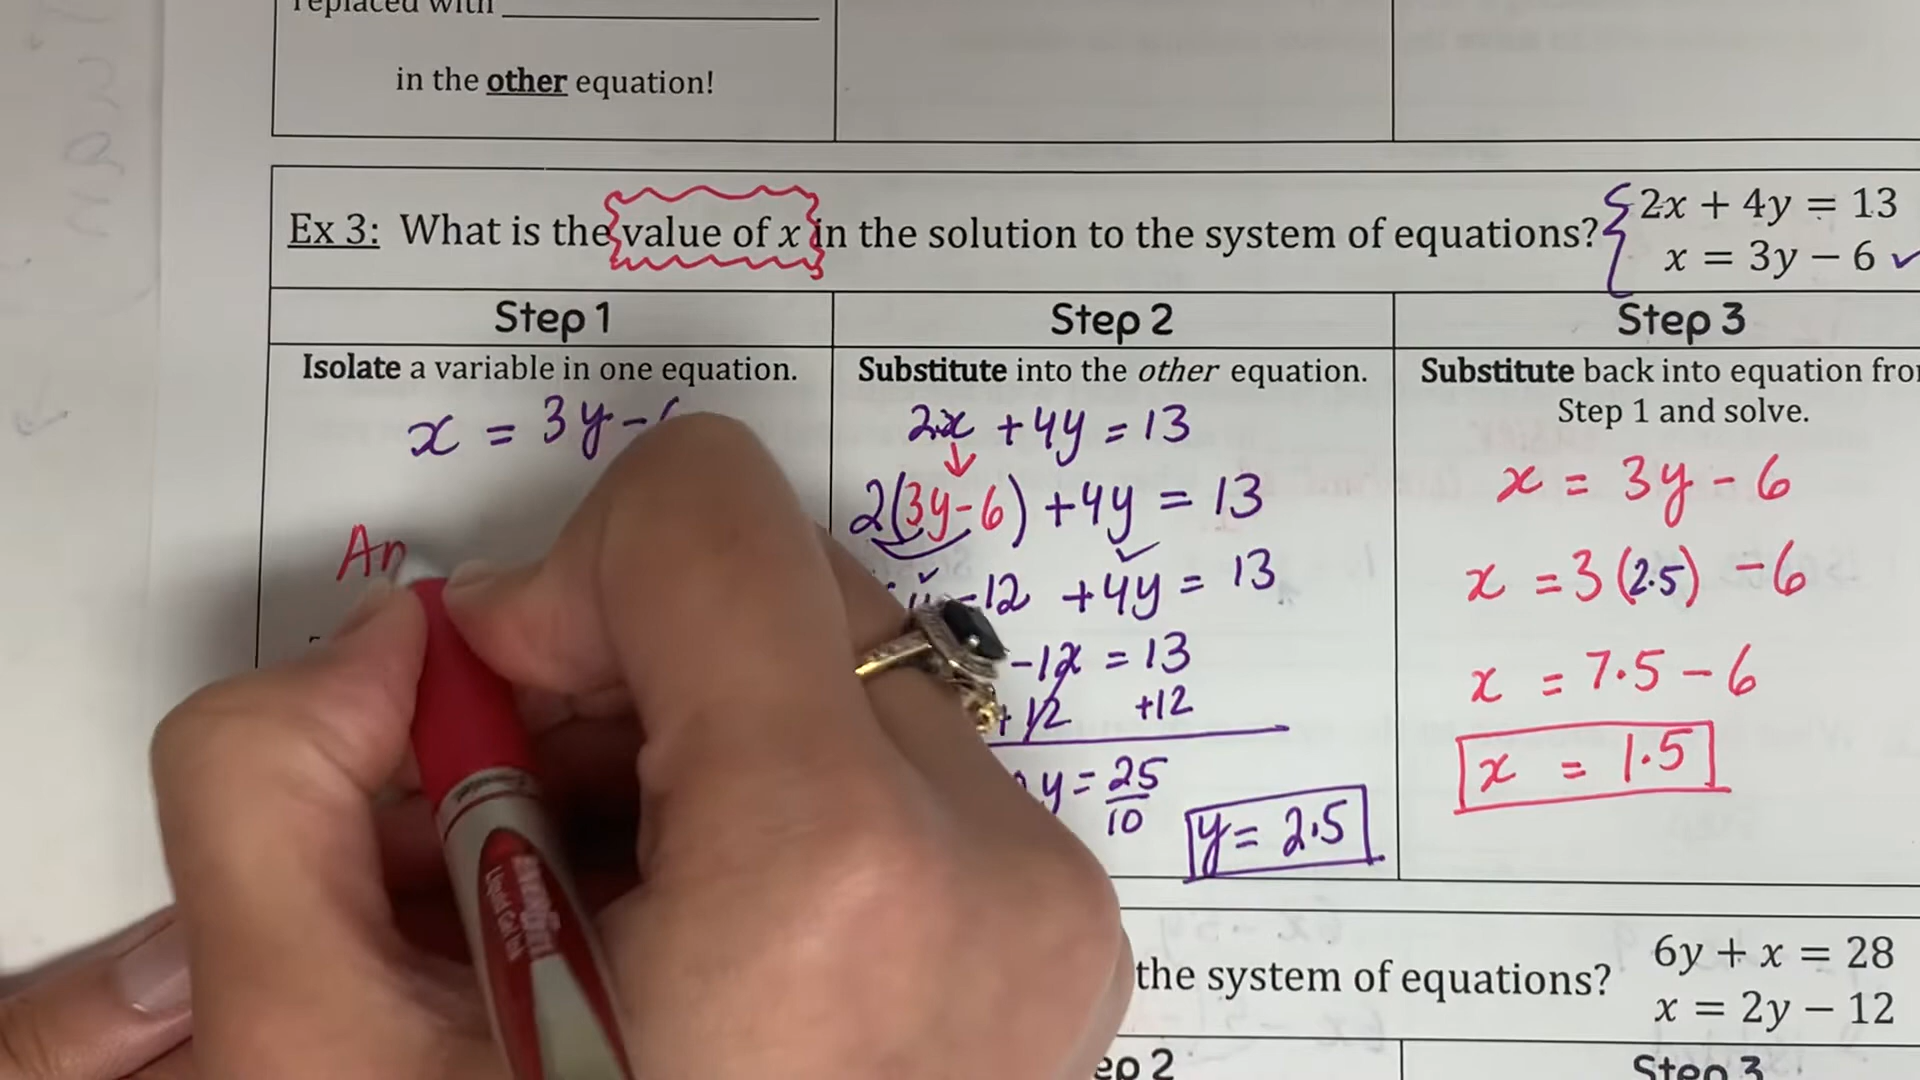 replaced with
in the other equation!
Ex 3: What is the value of x in the solution to the system of equations?
2x + 4y = 13
x = 3y − 6 ✓
Step 1
Step 2
Step 3
Isolate a variable in one equation.
x = 3y -
An
Substitute into the other equation.
2x + 4y = 13
2(3y-6) + 4y = 13
-12 + 4y = 13
-12 = 13
+12 +12
y = 25
10
y = 2.5
Substitute back into equation
Step 1 and solve.
x = 3y - 6
x = 3(2.5) - 6
x = 7.5 - 6
x = 1.5
the system of equations?
6y + x = 28
x = 2y − 12
2
Step 3